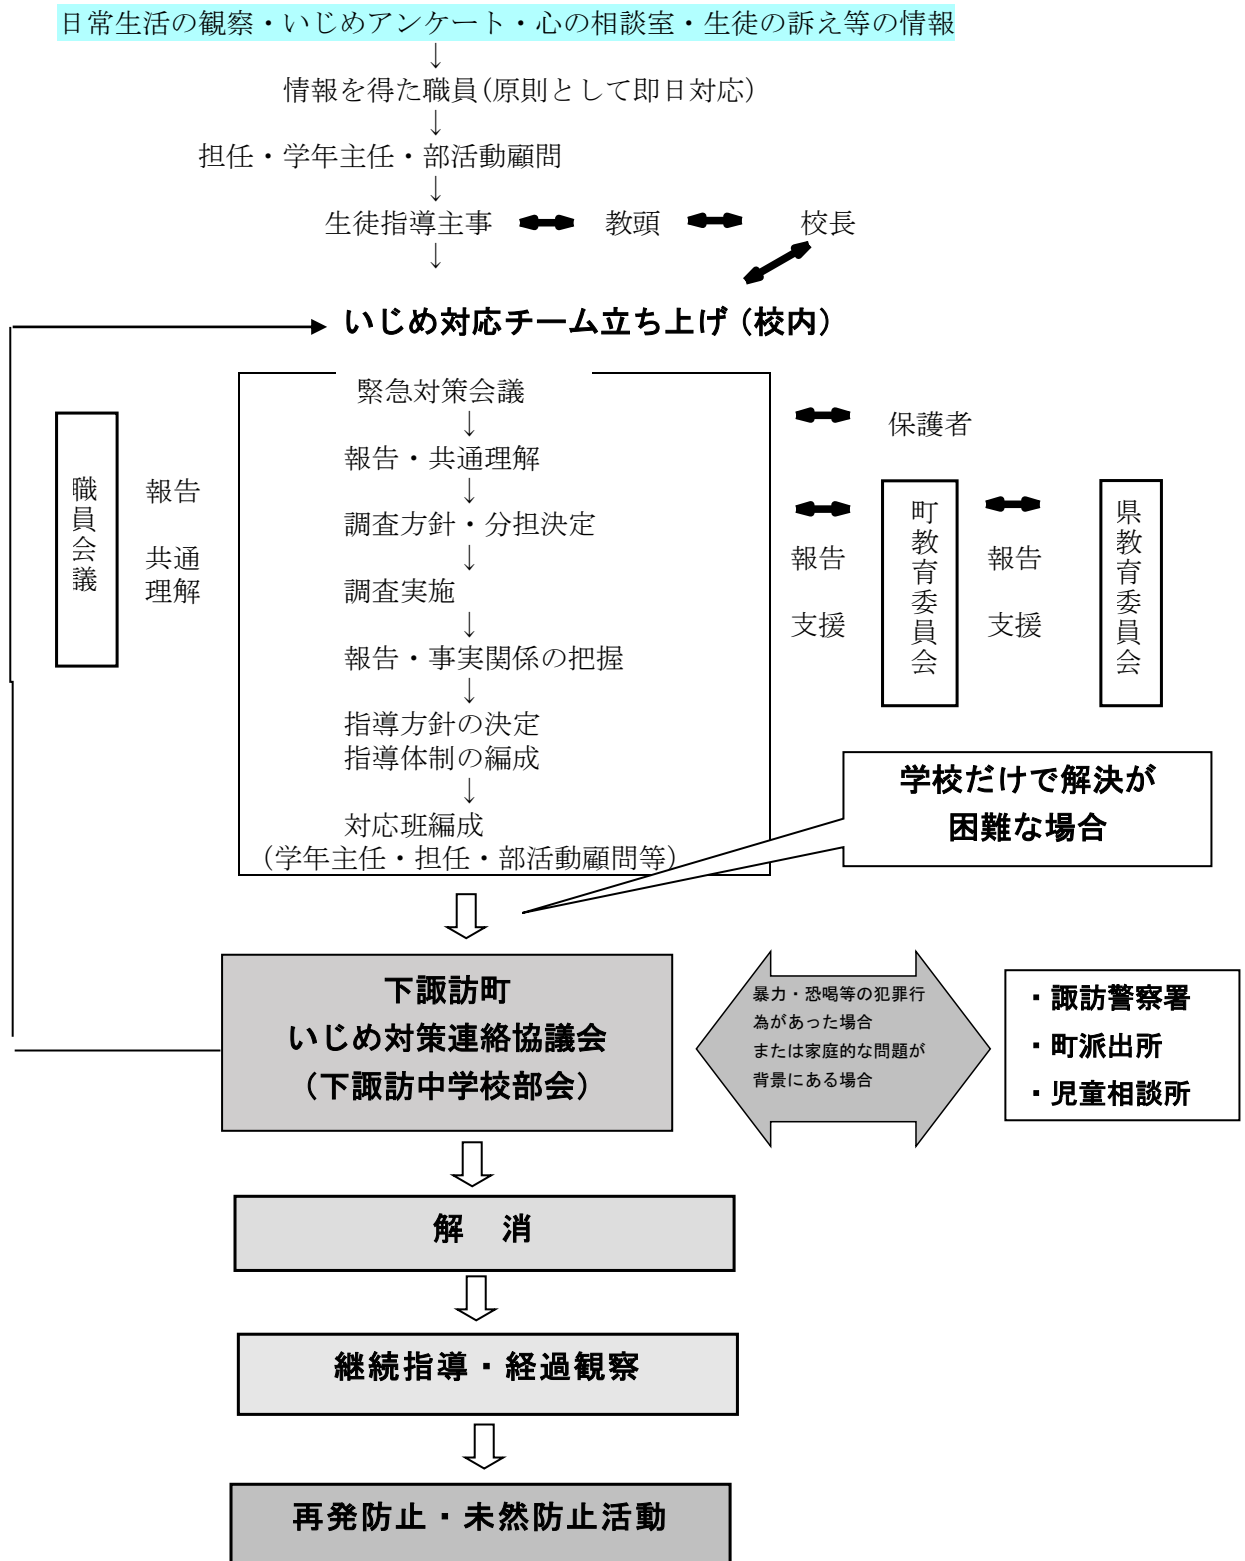 日常生活の観察・いじめアンケート・心の相談室・生徒の訴え等の情報
↓
情報を得た職員(原則として即日対応)
↓
担任・学年主任・部活動顧問
↓
生徒指導主事
教頭
校長
↓
いじめ対応チーム立ち上げ（校内）
緊急対策会議
↓
報告・共通理解
↓
調査方針・分担決定
↓
調査実施
↓
報告・事実関係の把握
↓
指導方針の決定
指導体制の編成
↓
対応班編成
（学年主任・担任・部活動顧問等）
職員会議
報告
共通
理解
保護者
報告
支援
町教育委員会
報告
支援
県教育委員会
学校だけで解決が
困難な場合
下諏訪町
いじめ対策連絡協議会
（下諏訪中学校部会）
暴力・恐喝等の犯罪行
為があった場合
または家庭的な問題が
背景にある場合
・諏訪警察署
・町派出所
・児童相談所
解　消
継続指導・経過観察
再発防止・未然防止活動